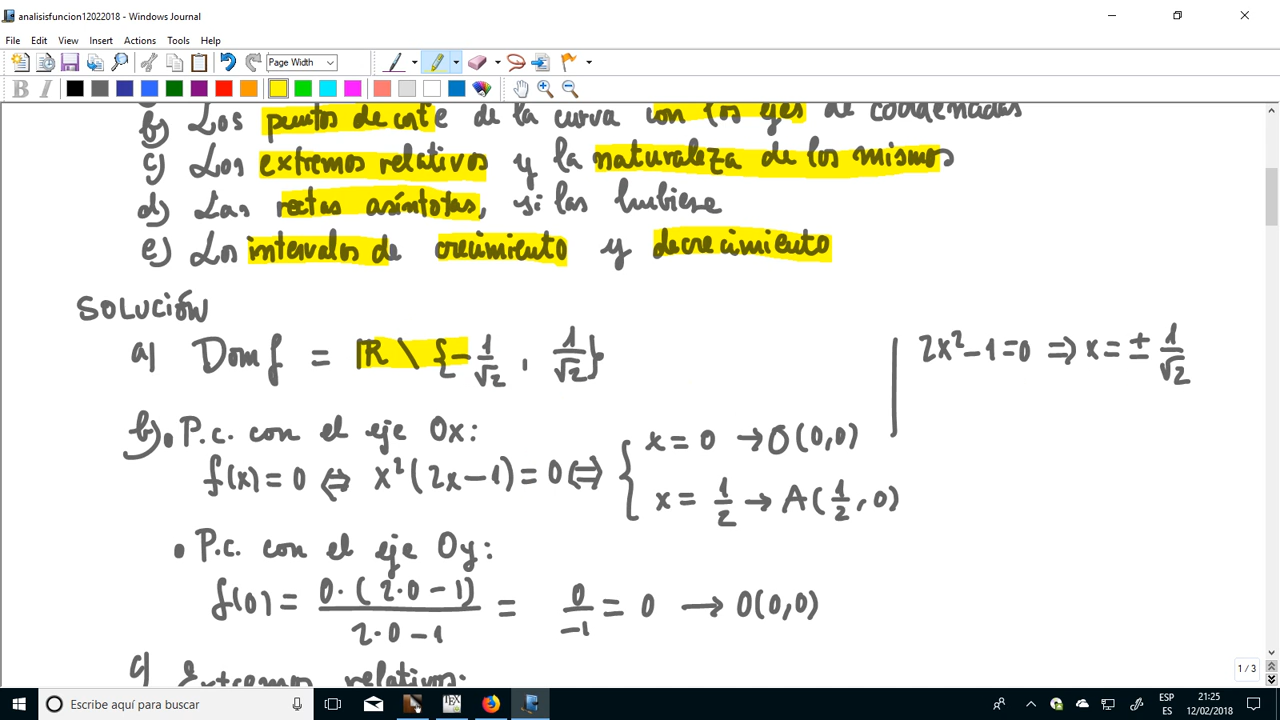 analisisfuncion12022018 - Windows Journal
File Edit View Insert Actions Tools Help
Page Width
B I
b) Los puntos de corte de la curva con los ejes de coordenadas
c) Los extremos relativos y la naturaleza de los mismos
d) Las rectas asíntotas, si las hubiese
e) Los intervalos de crecimiento y decrecimiento
SOLUCIÓN
a) Dom f = ℝ \ {-1/√2, 1/√2}
2x²-1=0 ⇒ x = ± 1/√2
b) • P.c. con el eje Ox:
f(x) = 0 ⇔ x²(2x-1) = 0 ⇔ { x = 0 → O(0,0)
x = 1/2 → A(1/2, 0)
• P.c. con el eje Oy:
f(0) = 0·(2·0-1)/(2·0-1) = 0/-1 = 0 → O(0,0)
c) Extremos relativos:
1 / 3
Escribe aquí para buscar
ESP
ES
21:25
12/02/2018